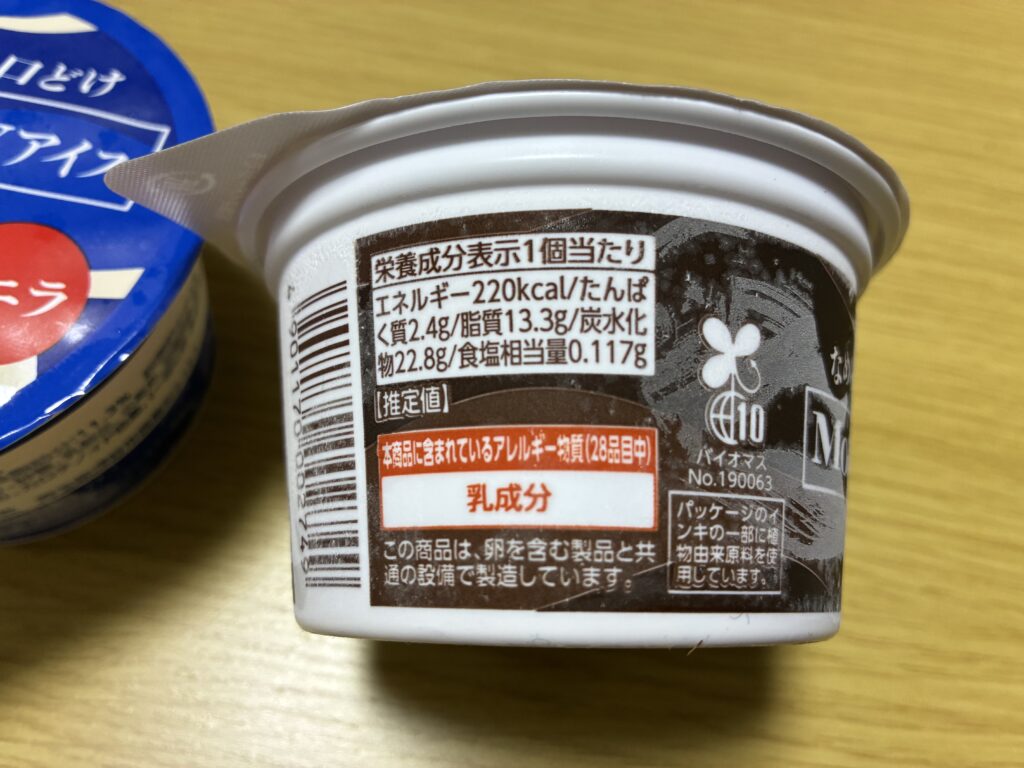 口どけ
アイス
ニラ
栄養成分表示1個当たり
エネルギー220kcal/たんぱ
く質2.4g/脂質13.3g/炭水化
物22.8g/食塩相当量0.117g
【推定値】
本商品に含まれているアレルギー物質(28品目中)
乳成分
この商品は、卵を含む製品と共
通の設備で製造しています。
10
バイオマス
No.190063
パッケージのイ
ンキの一部に植
物由来原料を使
用しています。
なめ
Mo